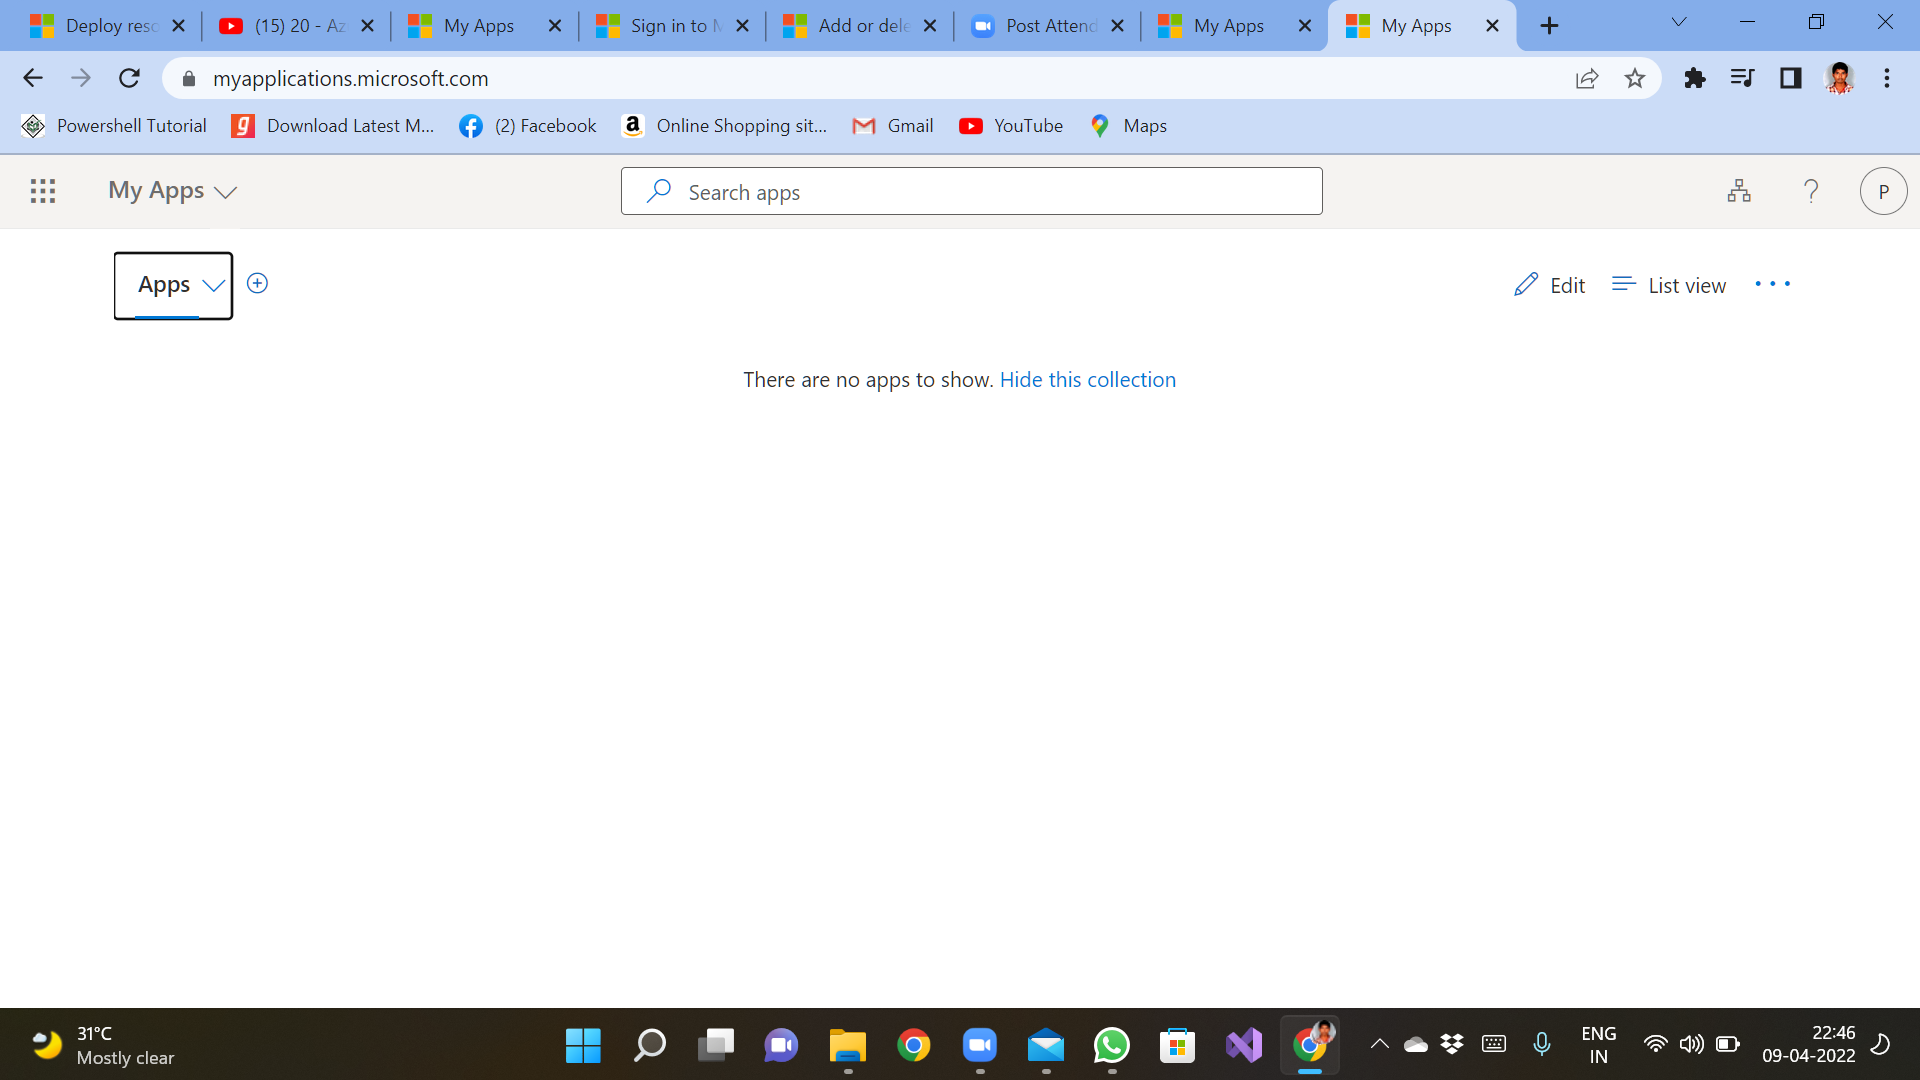 Deploy reso
(15) 20 - Az
My Apps
Sign in to M
Add or dele
Post Attend
My Apps
My Apps
myapplications.microsoft.com
Powershell Tutorial
Download Latest M...
(2) Facebook
Online Shopping sit...
Gmail
YouTube
Maps
My Apps
Search apps
P
Apps
Edit
List view
There are no apps to show. Hide this collection
31°C
Mostly clear
ENG
IN
22:46
09-04-2022